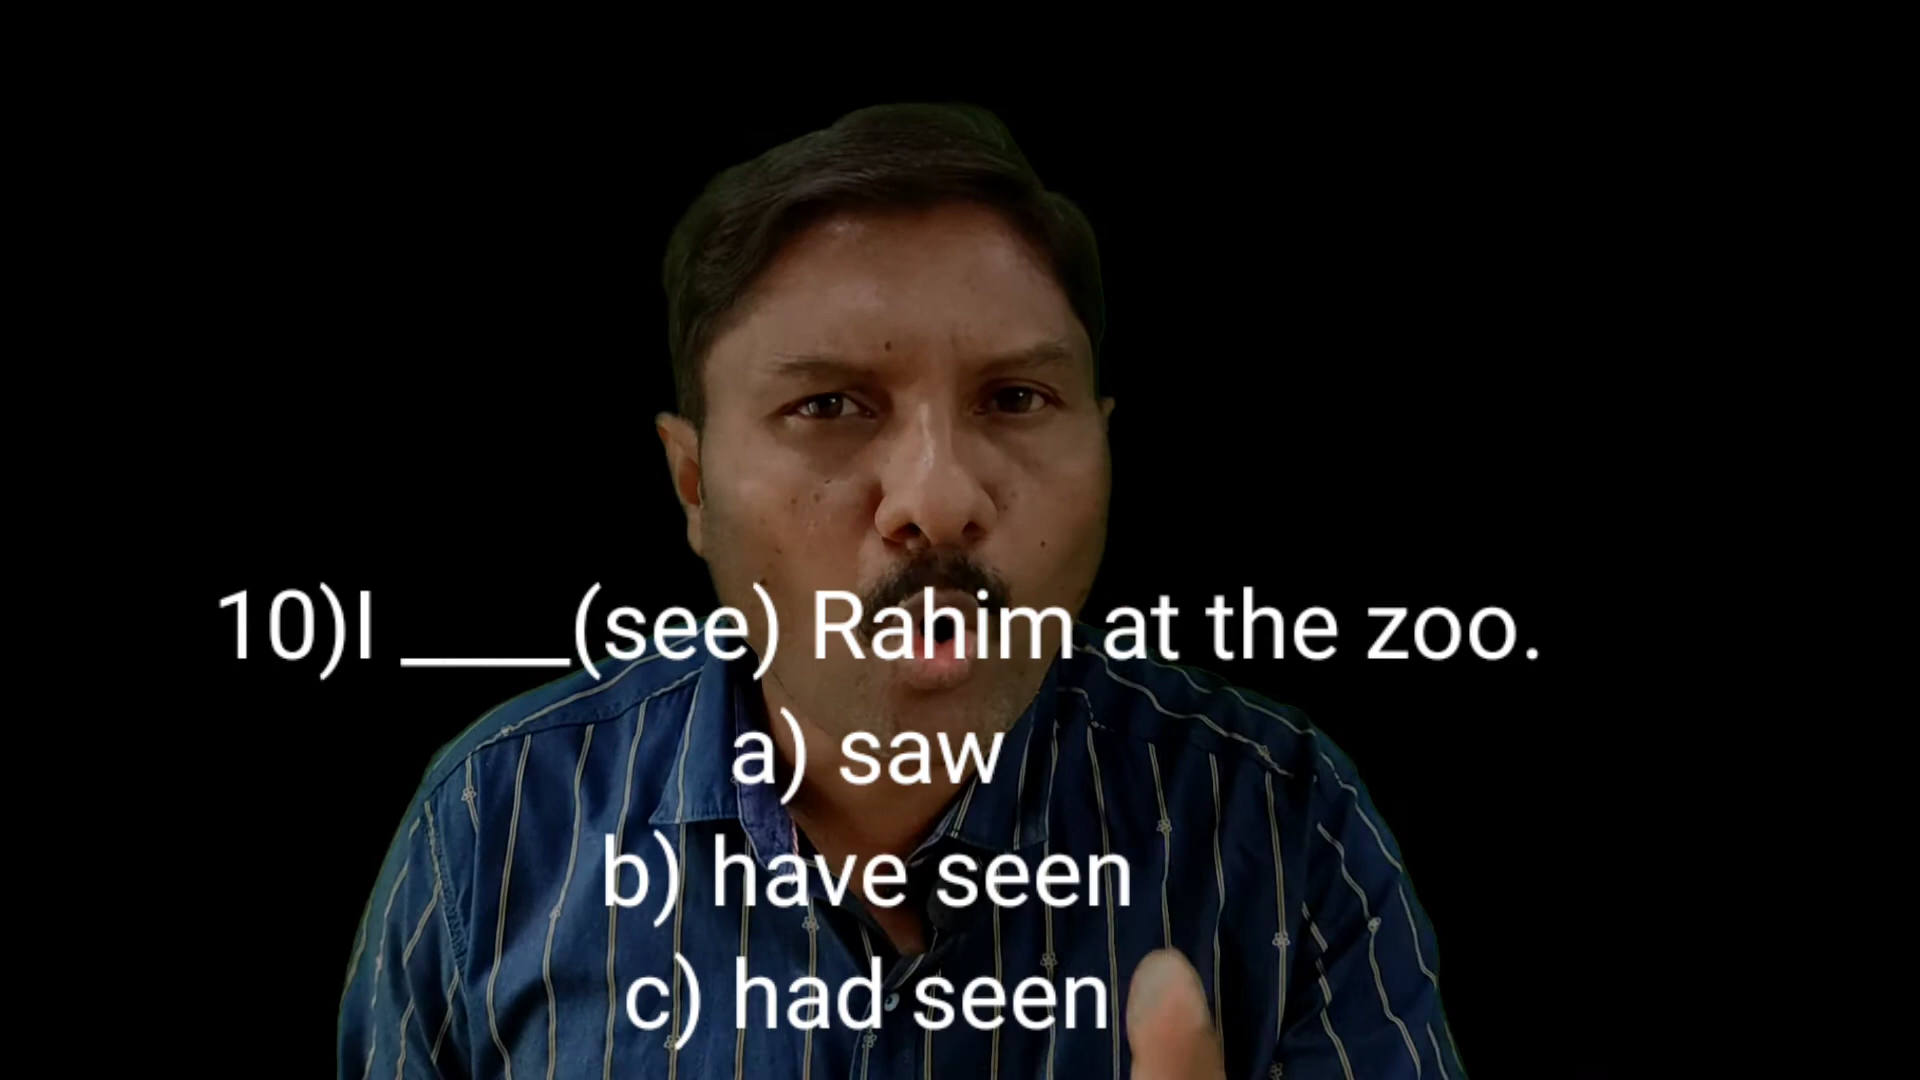 10)I ____(see) Rahim at the zoo.
a) saw
b) have seen
c) had seen